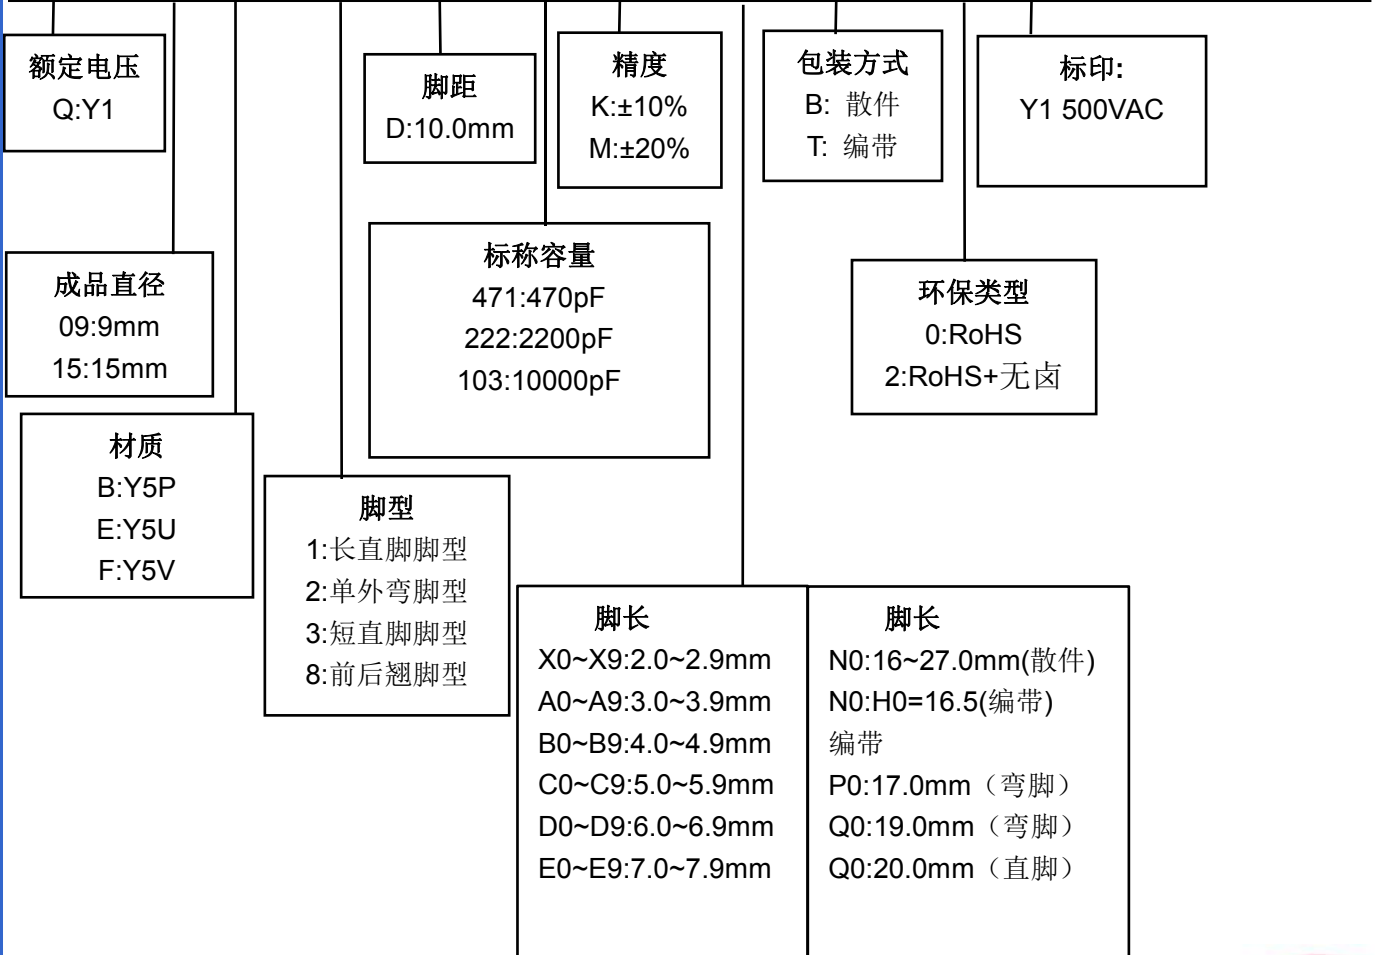 额定电压
Q:Y1
脚距
D:10.0mm
精度
K:±10%
M:±20%
包装方式
B: 散件
T: 编带
标印:
Y1 500VAC
成品直径
09:9mm
15:15mm
标称容量
471:470pF
222:2200pF
103:10000pF
环保类型
0:RoHS
2:RoHS+无卤
材质
B:Y5P
E:Y5U
F:Y5V
脚型
1:长直脚脚型
2:单外弯脚型
3:短直脚脚型
8:前后翘脚型
脚长
X0~X9:2.0~2.9mm
A0~A9:3.0~3.9mm
B0~B9:4.0~4.9mm
C0~C9:5.0~5.9mm
D0~D9:6.0~6.9mm
E0~E9:7.0~7.9mm
脚长
N0:16~27.0mm(散件)
N0:H0=16.5(编带)
编带
P0:17.0mm（弯脚）
Q0:19.0mm（弯脚）
Q0:20.0mm（直脚）